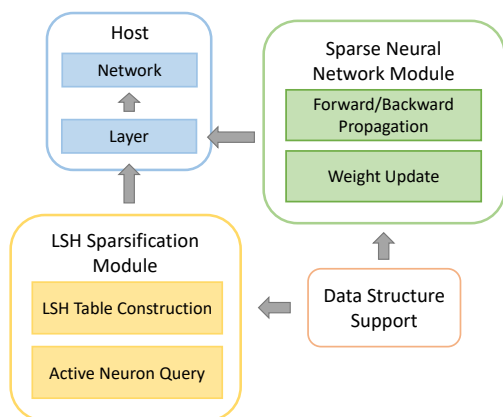 Host
Network
Layer
Sparse Neural
Network Module
Forward/Backward
Propagation
Weight Update
LSH Sparsification
Module
LSH Table Construction
Active Neuron Query
Data Structure
Support